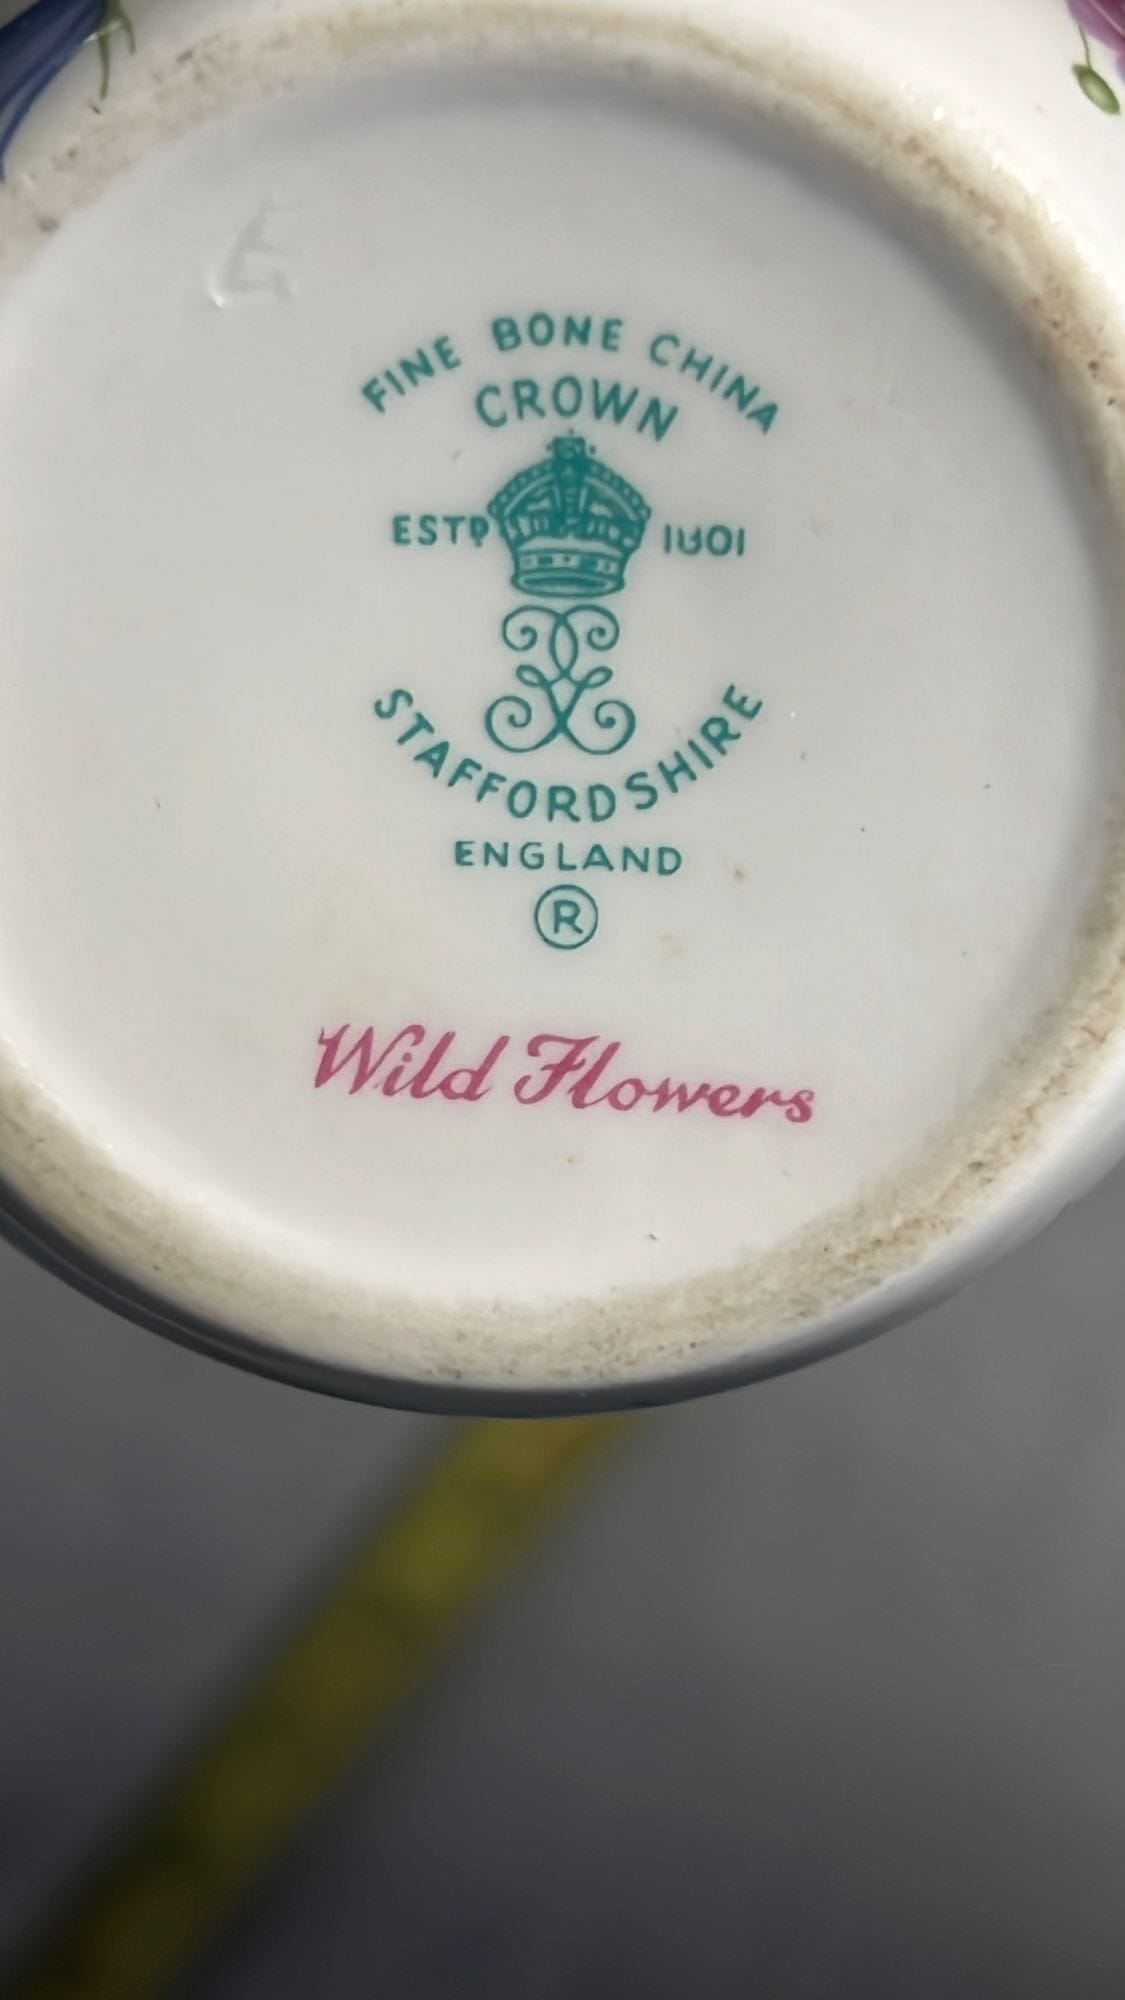 FINE BONE CHINA
CROWN
ESTD 1801
STAFFORDSHIRE
ENGLAND
®
Wild Flowers